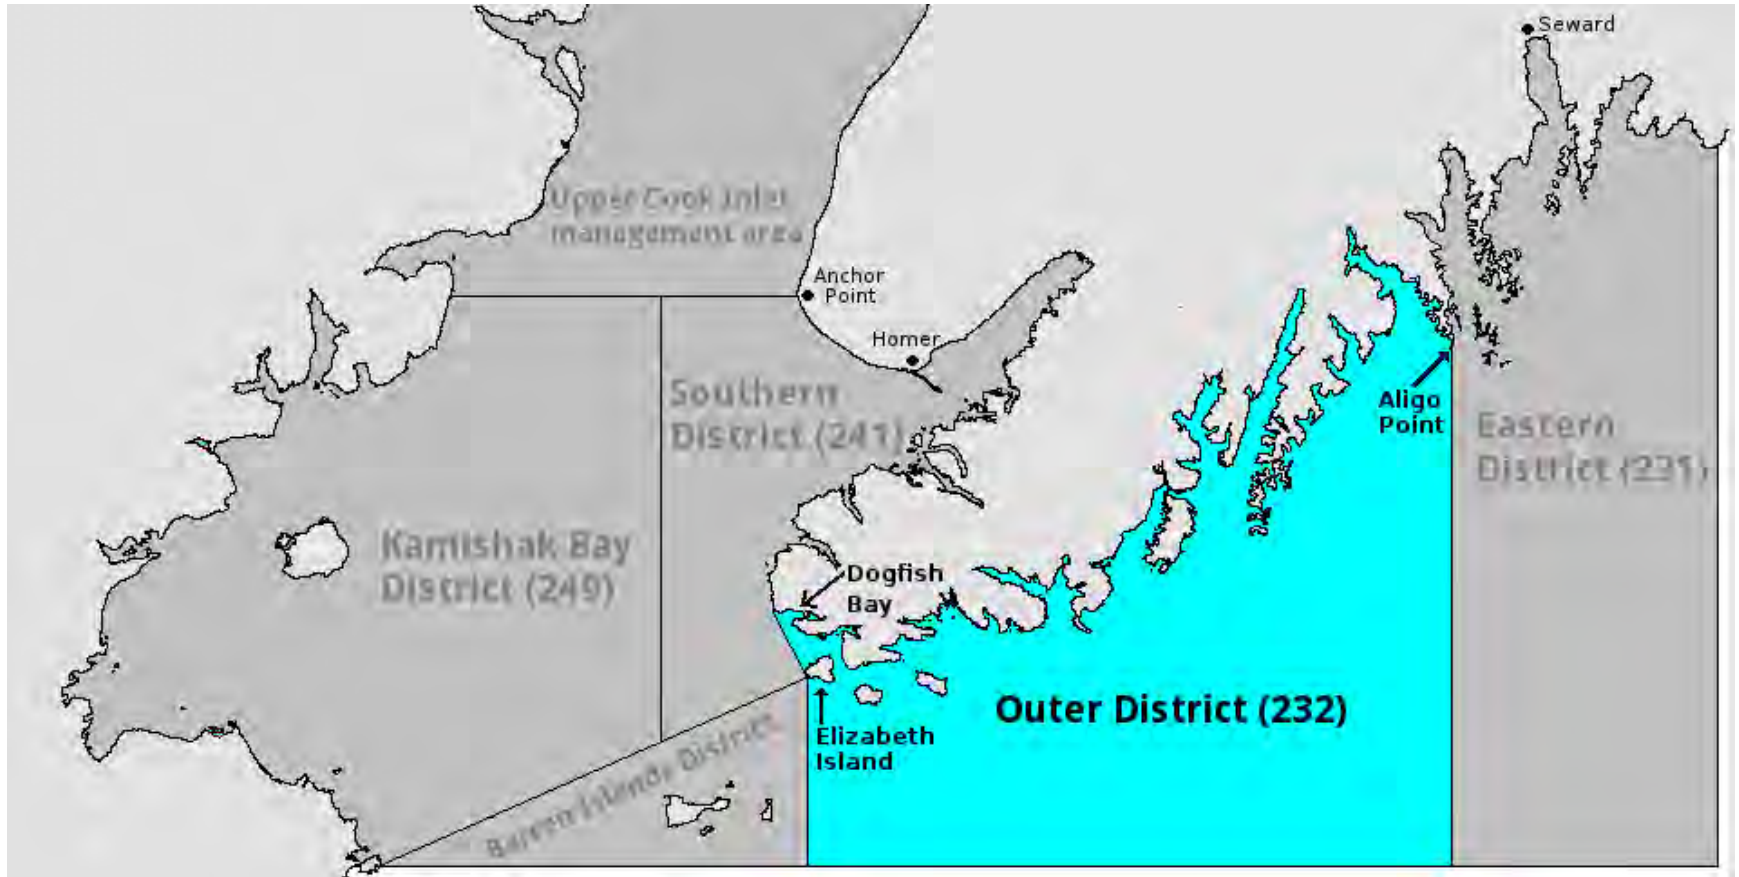 Seward
Upper Cook Inlet
management area
Anchor
Point
Homer
Southern
District (241)
Aligo
Point
Eastern
District (231)
Kamishak Bay
District (249)
Dogfish
Bay
Outer District (232)
Elizabeth
Island
Barren Islands District